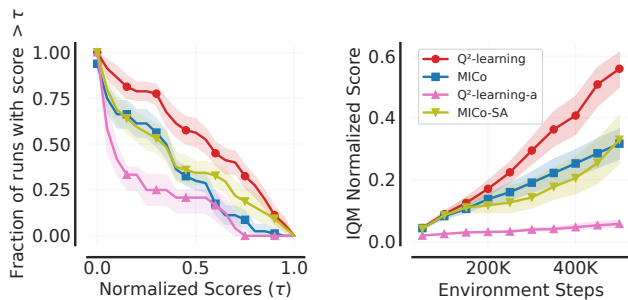 Fraction of runs with score > τ
1.00
0.75
0.50
0.25
0.00
0.0
0.5
1.0
Normalized Scores (τ)
IQM Normalized Score
0.6
0.4
0.2
0.0
Q²-learning
MICo
Q²-learning-a
MICo-SA
200K
400K
Environment Steps